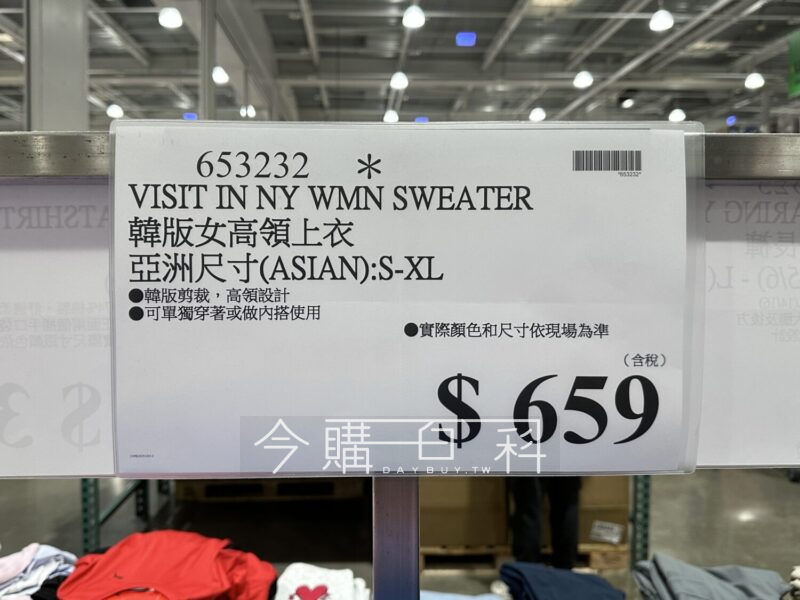 653232 *
*653232*
VISIT IN NY WMN SWEATER
韓版女高領上衣
亞洲尺寸(ASIAN):S-XL
●韓版剪裁，高領設計
●可單獨穿著或做內搭使用
●實際顏色和尺寸依現場為準
(含稅)
$ 659
今購百科
DAYBUY.TW